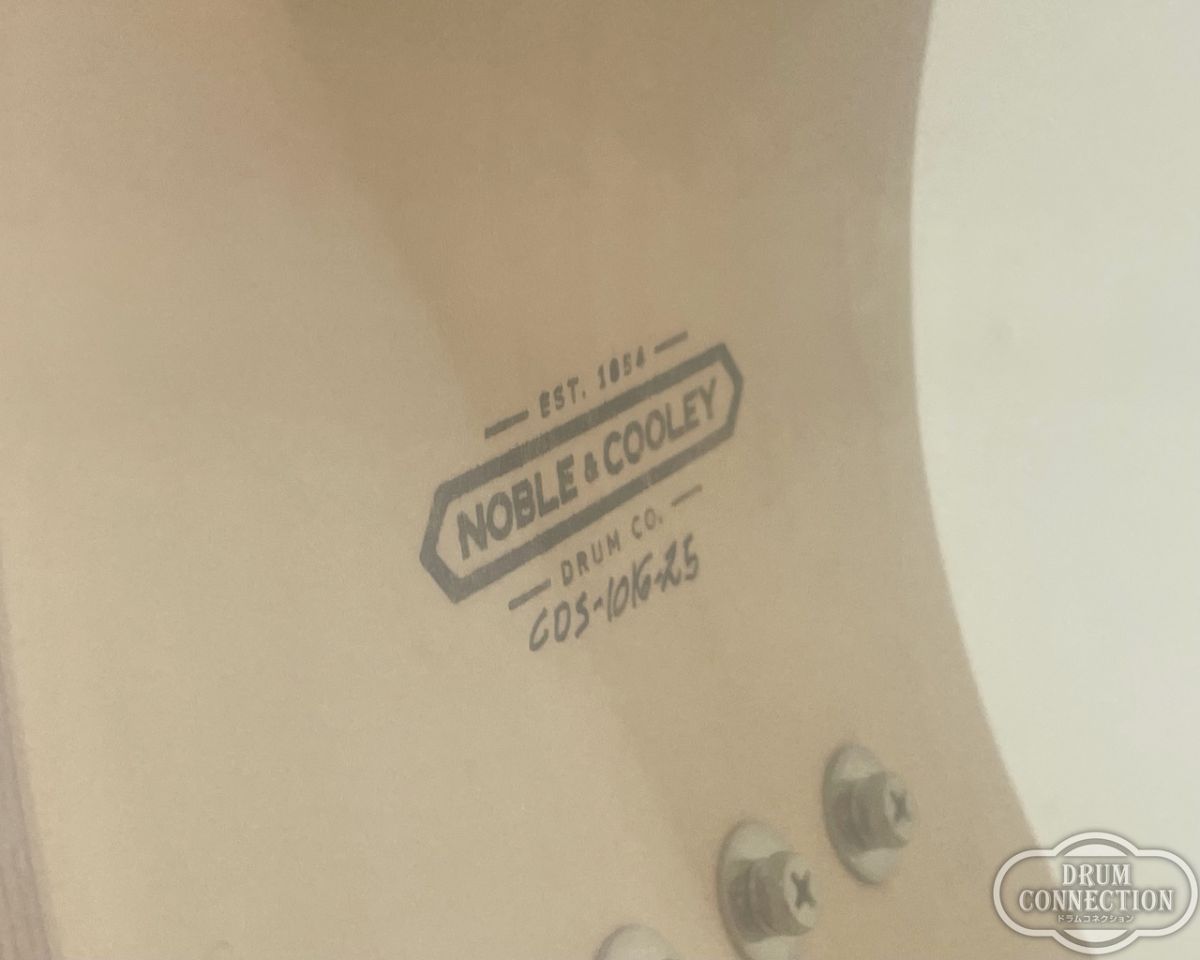 EST. 1854
NOBLE & COOLEY
DRUM CO.
CDS-1016-25
DRUM
CONNECTION
ドラムコネクション